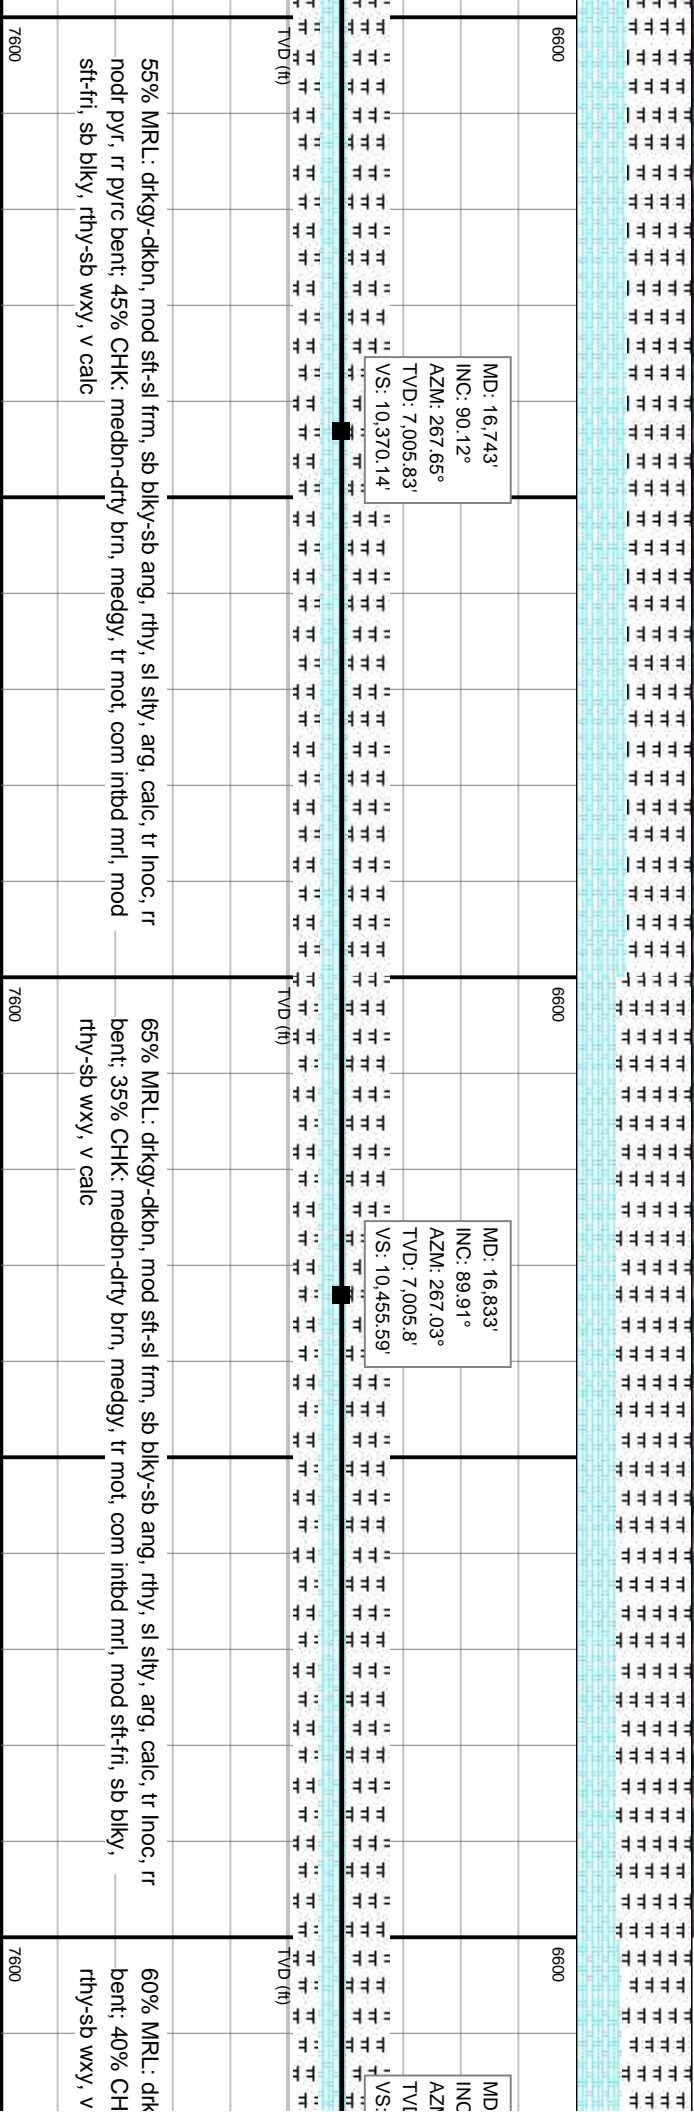 6600
TVD (ft)
7600
MD: 16,743'
INC: 90.12°
AZM: 267.65°
TVD: 7,005.83'
VS: 10,370.14'
55% MRL: drkgy-dkbn, mod sft-sl frm, sb blky-sb ang, rthy, sl slty, arg, calc, tr Inoc, rr
nodr pyr, rr pyrc bent; 45% CHK: medbn-drty brn, medgy, tr mot, com intbd mrl, mod
sft-fri, sb blky, rthy-sb wxy, v calc
6600
TVD (ft)
7600
MD: 16,833'
INC: 89.91°
AZM: 267.03°
TVD: 7,005.8'
VS: 10,455.59'
65% MRL: drkgy-dkbn, mod sft-sl frm, sb blky-sb ang, rthy, sl slty, arg, calc, tr Inoc, rr
bent; 35% CHK: medbn-drty brn, medgy, tr mot, com intbd mrl, mod sft-fri, sb blky,
rthy-sb wxy, v calc
6600
TVD (ft)
7600
MD
INC
AZM
TVD
VS:
60% MRL: drk
bent; 40% CH
rthy-sb wxy, v